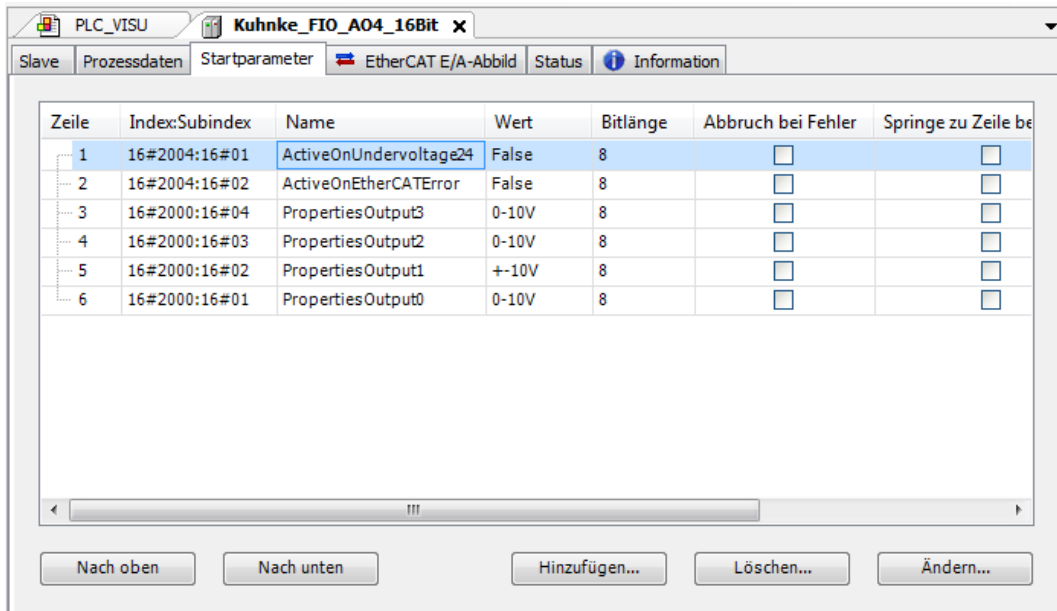 PLC_VISU Kuhnke_FIO_AO4_16Bit
Slave Prozessdaten Startparameter EtherCAT E/A-Abbild Status Information
Zeile Index:Subindex Name Wert Bitlänge Abbruch bei Fehler Springe zu Zeile be
1 16#2004:16#01 ActiveOnUndervoltage24 False 8
2 16#2004:16#02 ActiveOnEtherCATError False 8
3 16#2000:16#04 PropertiesOutput3 0-10V 8
4 16#2000:16#03 PropertiesOutput2 0-10V 8
5 16#2000:16#02 PropertiesOutput1 +-10V 8
6 16#2000:16#01 PropertiesOutput0 0-10V 8
Nach oben Nach unten Hinzufügen... Löschen... Ändern...